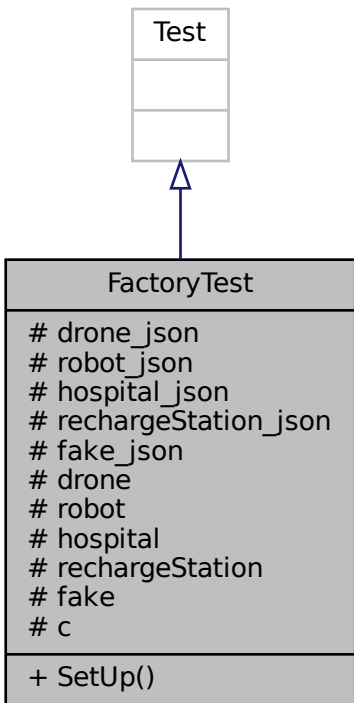 Test
FactoryTest
# drone_json
# robot_json
# hospital_json
# rechargeStation_json
# fake_json
# drone
# robot
# hospital
# rechargeStation
# fake
# c
+ SetUp()